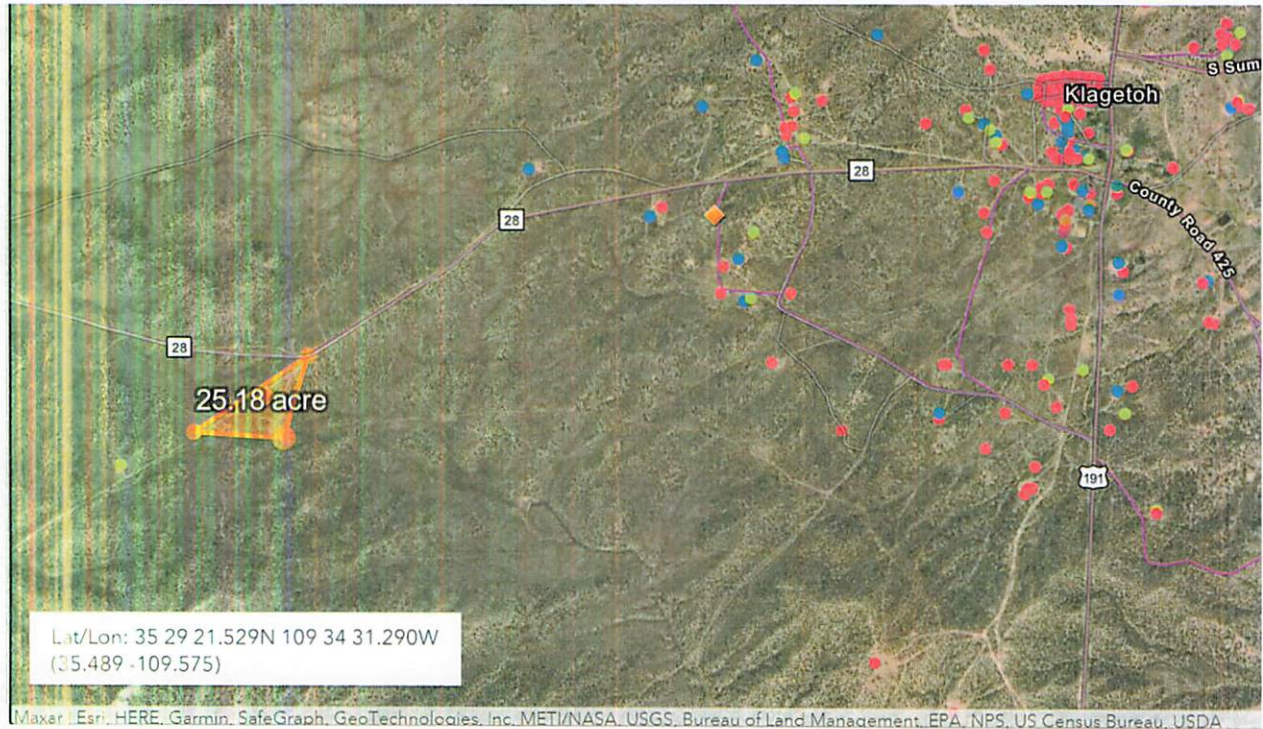 S Sum
Klagetoh
28
County Road 425
28
28
25.18 acre
191
Lat/Lon: 35 29 21.529N 109 34 31.290W
(35.489 -109.575)
Maxar | Esri, HERE, Garmin, SafeGraph, GeoTechnologies, Inc, METI/NASA, USGS, Bureau of Land Management, EPA, NPS, US Census Bureau, USDA